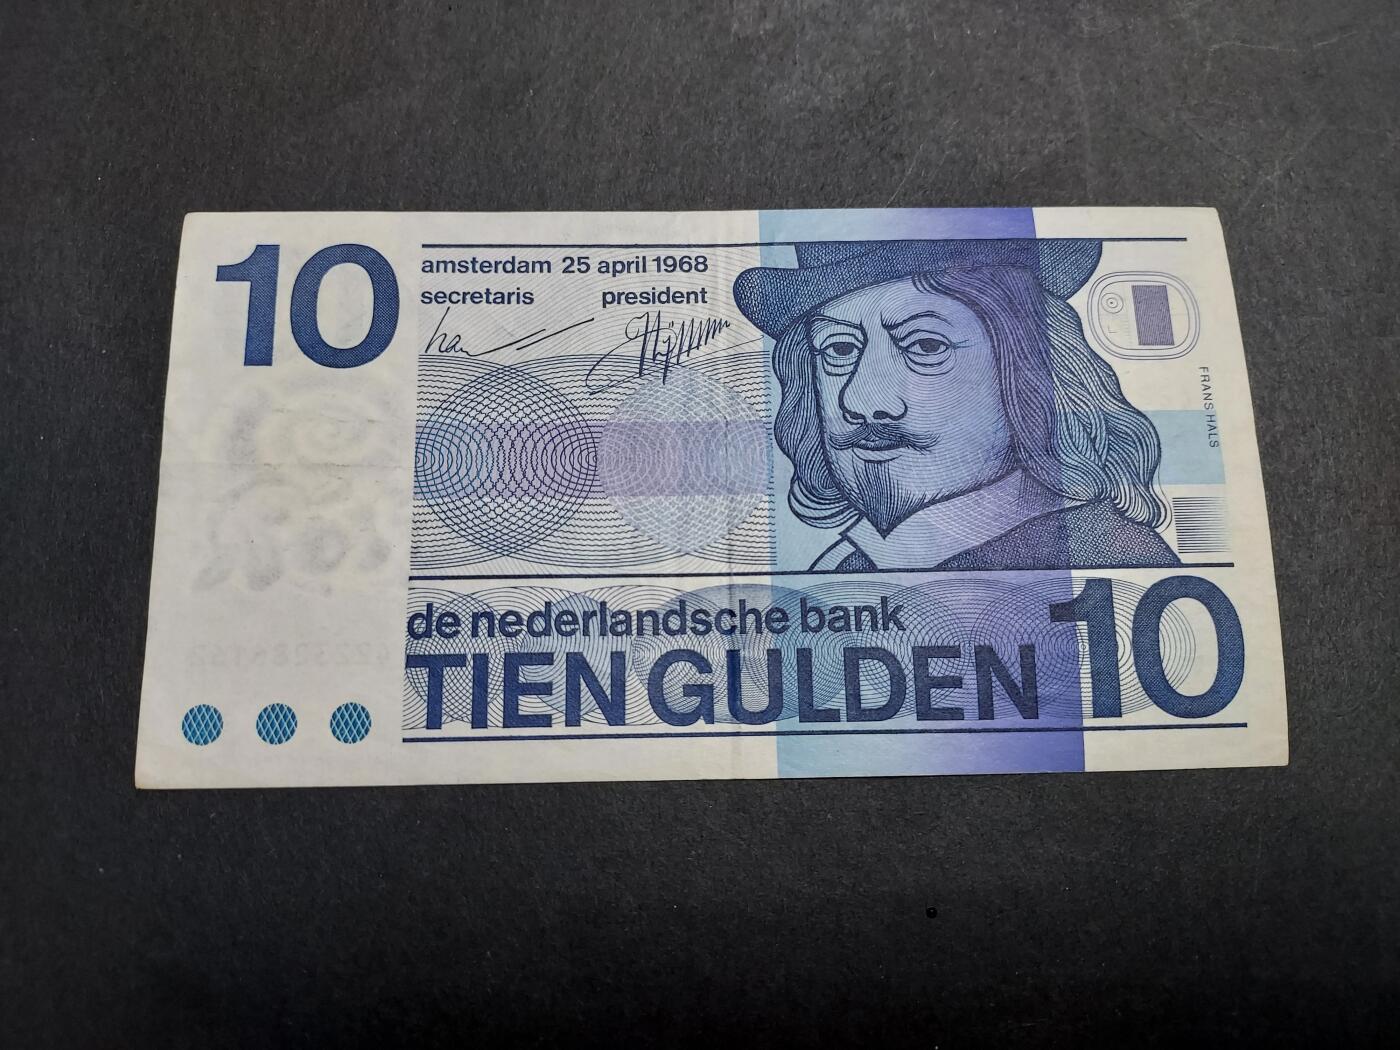 10
amsterdam 25 april 1968
secretaris president
FRANS HALS
de nederlandsche bank
TIEN GULDEN 10